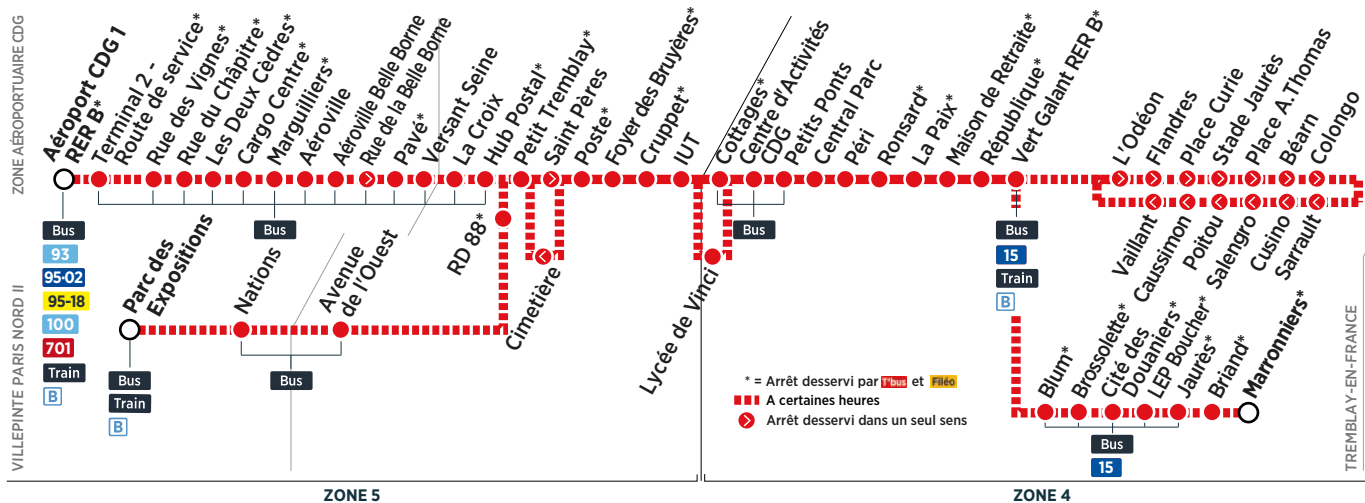 ZONE AÉROPORTUAIRE CDG
Aéroport CDG 1
RER B*
Terminal 2 -
Route de service*
Rue des Vignes*
Rue du Châpitre*
Les Deux Cèdres*
Cargo Centre*
Marguilliers*
Aéroville
Aéroville Belle Borne
Rue de la Belle Borne
Pavé*
Versant Seine
La Croix
Hub Postal*
Petit Tremblay*
Saint Pères
Poste*
Foyer des Bruyères*
Cruppet*
IUT
Cottages*
Centre d'Activités
CDG
Petits Ponts
Central Parc
Péri
Ronsard*
La Paix*
Maison de Retraite*
République*
Vert Galant RER B*
L'Odéon
Flandres
Place Curie
Stade Jaurès
Place A.Thomas
Béarn
Colongo
Vaillant
Caussimon
Poitou
Salengro
Cusino
Sarrault
Bus
93
95-02
95-18
100
701
Train
B
Bus
Bus
Bus
15
Train
B
RD 88*
Cimetière
Lycée de Vinci
VILLEPINTE PARIS NORD II
Parc des
Expositions
Nations
Avenue
de l'Ouest
Bus
Train
B
Bus
* = Arrêt desservi par T'bus et Filéo
A certaines heures
Arrêt desservi dans un seul sens
Blum*
Brossolette*
Cité des
Douaniers*
LEP Boucher*
Jaurès*
Briand*
Marronniers*
Bus
15
TREMBLAY-EN-FRANCE
ZONE 5
ZONE 4